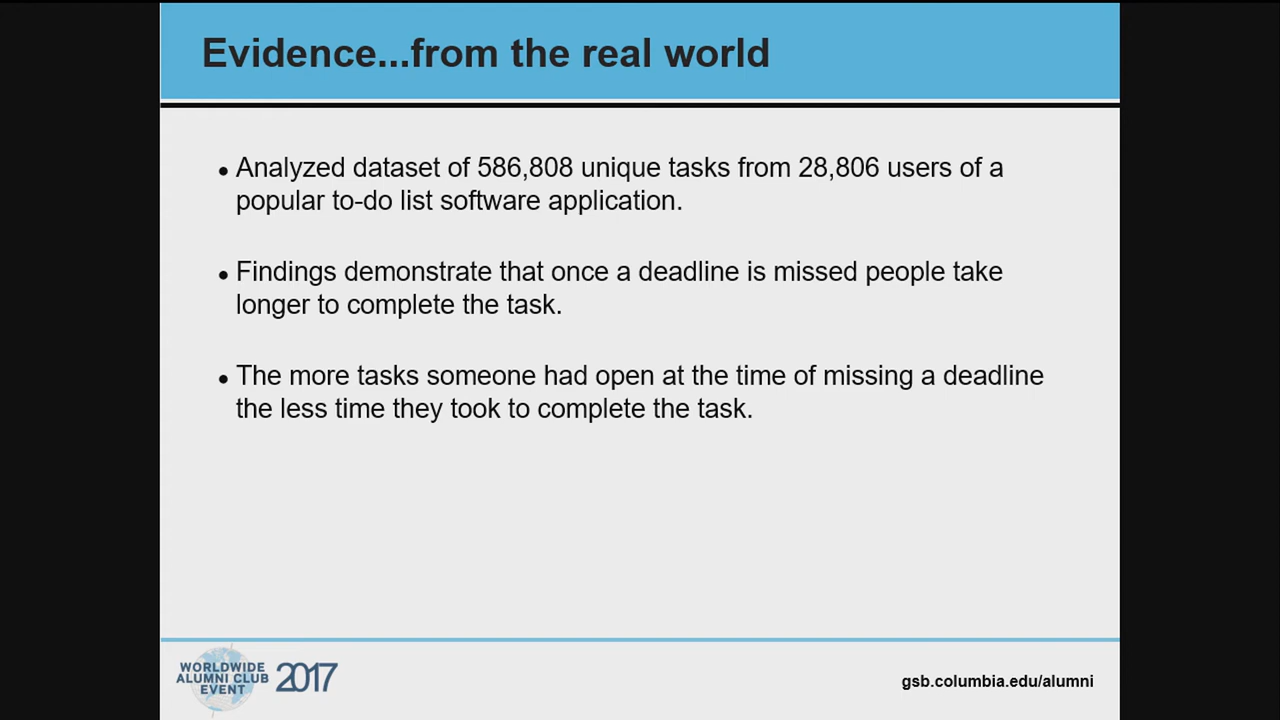 Evidence...from the real world
• Analyzed dataset of 586,808 unique tasks from 28,806 users of a
popular to-do list software application.
• Findings demonstrate that once a deadline is missed people take
longer to complete the task.
• The more tasks someone had open at the time of missing a deadline
the less time they took to complete the task.
WORLDWIDE
ALUMNI CLUB
EVENT
2017
gsb.columbia.edu/alumni